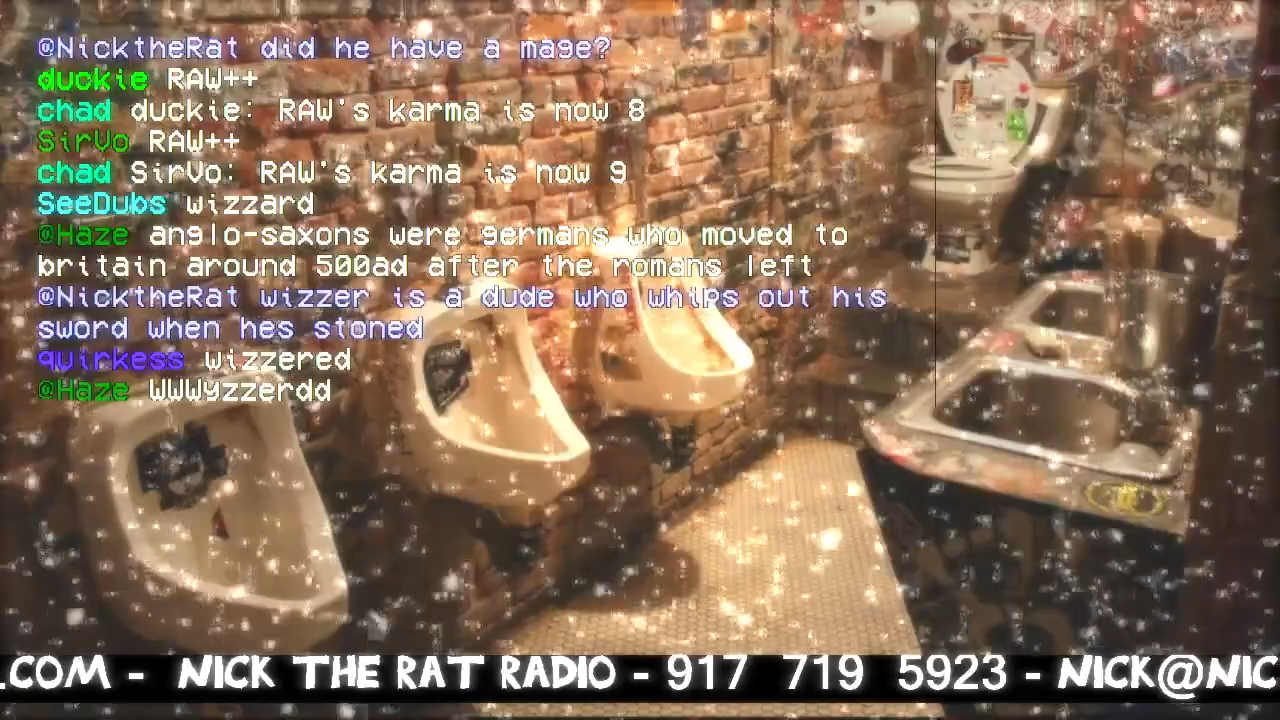 @NicktheRat did he have a mage?
duckie RAW++
chad duckie: RAW's karma is now 8
SirVo RAW++
chad SirVo: RAW's karma is now 9
SeeDubs wizzard
@Haze anglo-saxons were germans who moved to
britain around 500ad after the romans left
@NicktheRat wizzer is a dude who whips out his
sword when hes stoned
quirkess wizzered
@Haze WWWyzzerdd
.COM - NICK THE RAT RADIO - 917 719 5923 - NICK@NIC